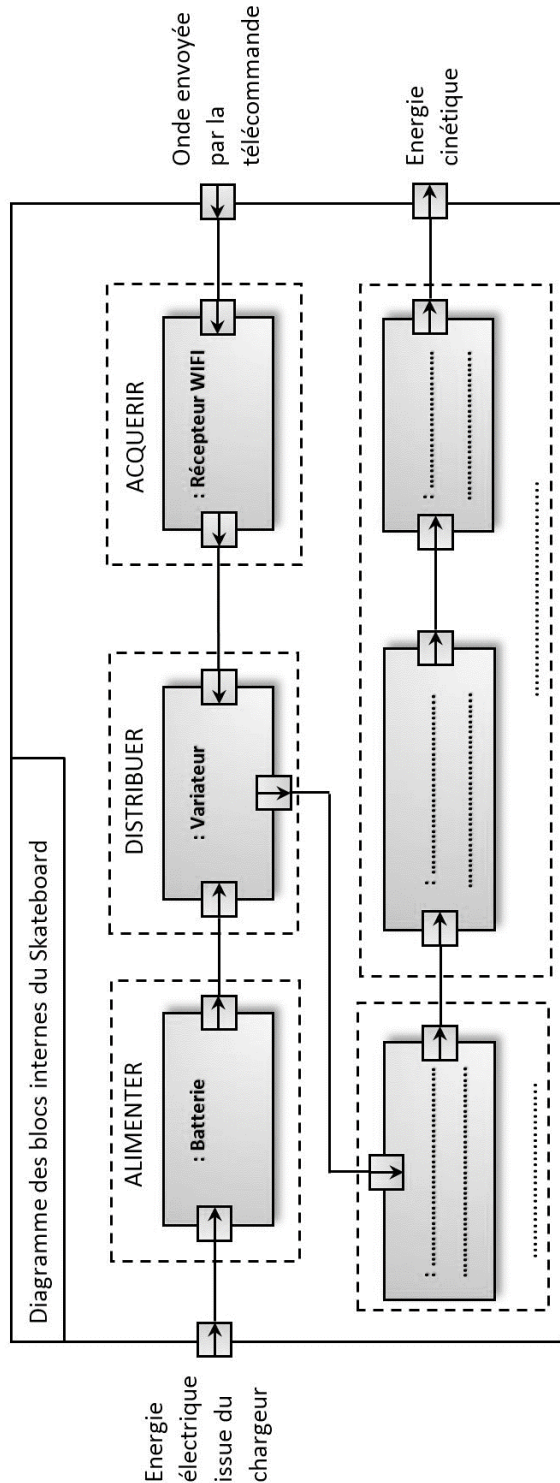 Diagramme des blocs internes du Skateboard
Energie
électrique
issue du
chargeur
ALIMENTER
: Batterie
DISTRIBUER
: Variateur
ACQUERIR
: Récepteur WIFI
Onde envoyée
par la
télécommande
: ........................................
........................................
........................................
: ........................................
........................................
: ........................................
........................................
........................................
Energie
cinétique